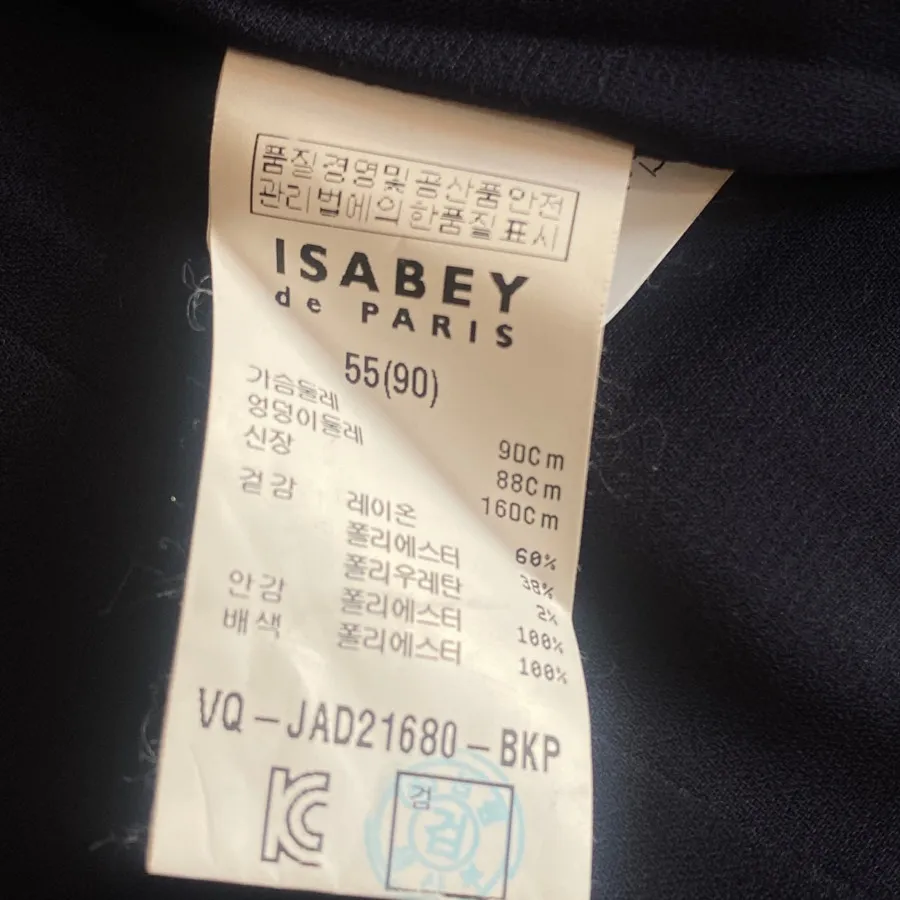 품질경영및공산품안전
관리법에의한품질표시
ISABEY
de PARIS
55(90)
가슴둘레 90Cm
엉덩이둘레 88Cm
신장 160Cm
겉감 레이온 60%
폴리에스터 38%
폴리우레탄 2%
안감 폴리에스터 100%
배색 폴리에스터 100%
VQ-JAD21680-BKP
KC
검
검